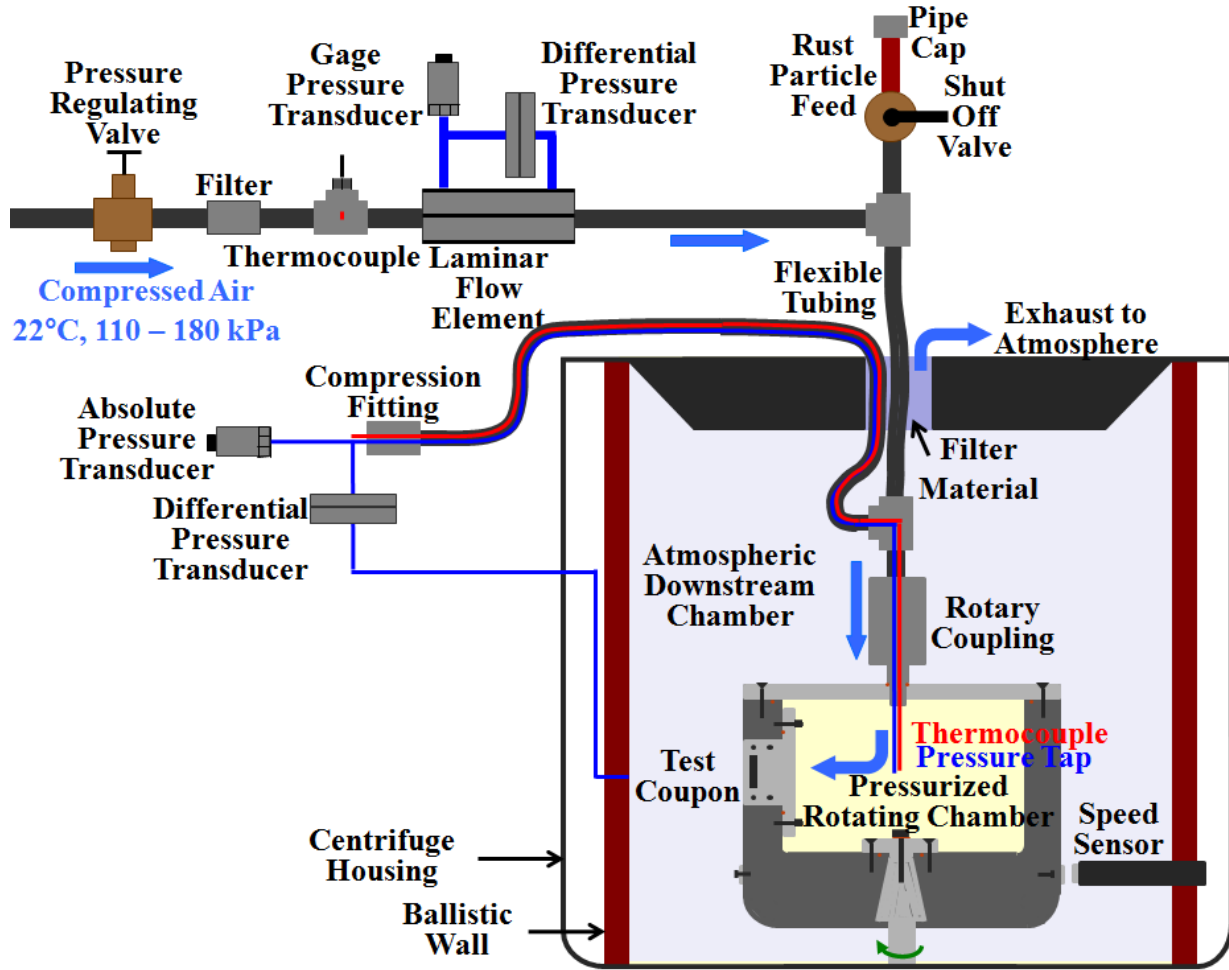 Pressure
Regulating
Valve
Gage
Pressure
Transducer
Differential
Pressure
Transducer
Pipe
Cap
Rust
Particle
Feed
Shut
Off
Valve
Filter
Thermocouple
Laminar
Flow
Element
Compressed Air
22°C, 110 – 180 kPa
Flexible
Tubing
Exhaust to
Atmosphere
Compression
Fitting
Absolute
Pressure
Transducer
Filter
Material
Differential
Pressure
Transducer
Atmospheric
Downstream
Chamber
Rotary
Coupling
Thermocouple
Pressure Tap
Test
Coupon
Pressurized
Rotating Chamber
Speed
Sensor
Centrifuge
Housing
Ballistic
Wall